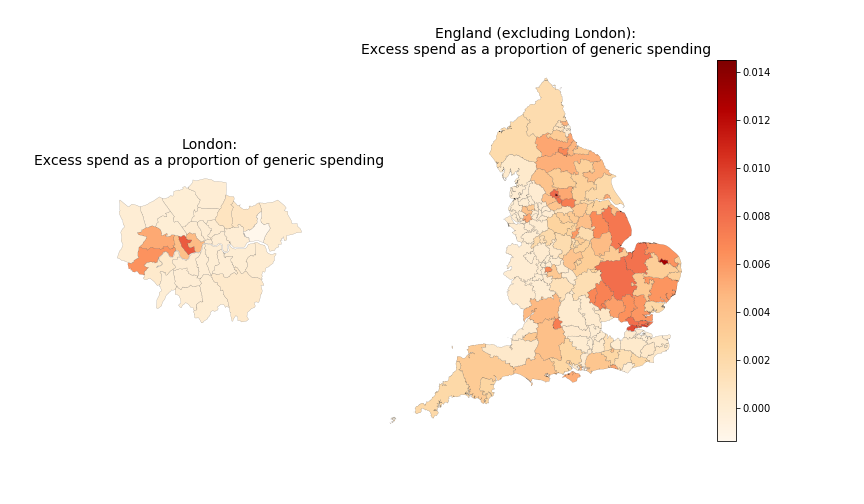 London:
Excess spend as a proportion of generic spending
England (excluding London):
Excess spend as a proportion of generic spending
0.014
0.012
0.010
0.008
0.006
0.004
0.002
0.000